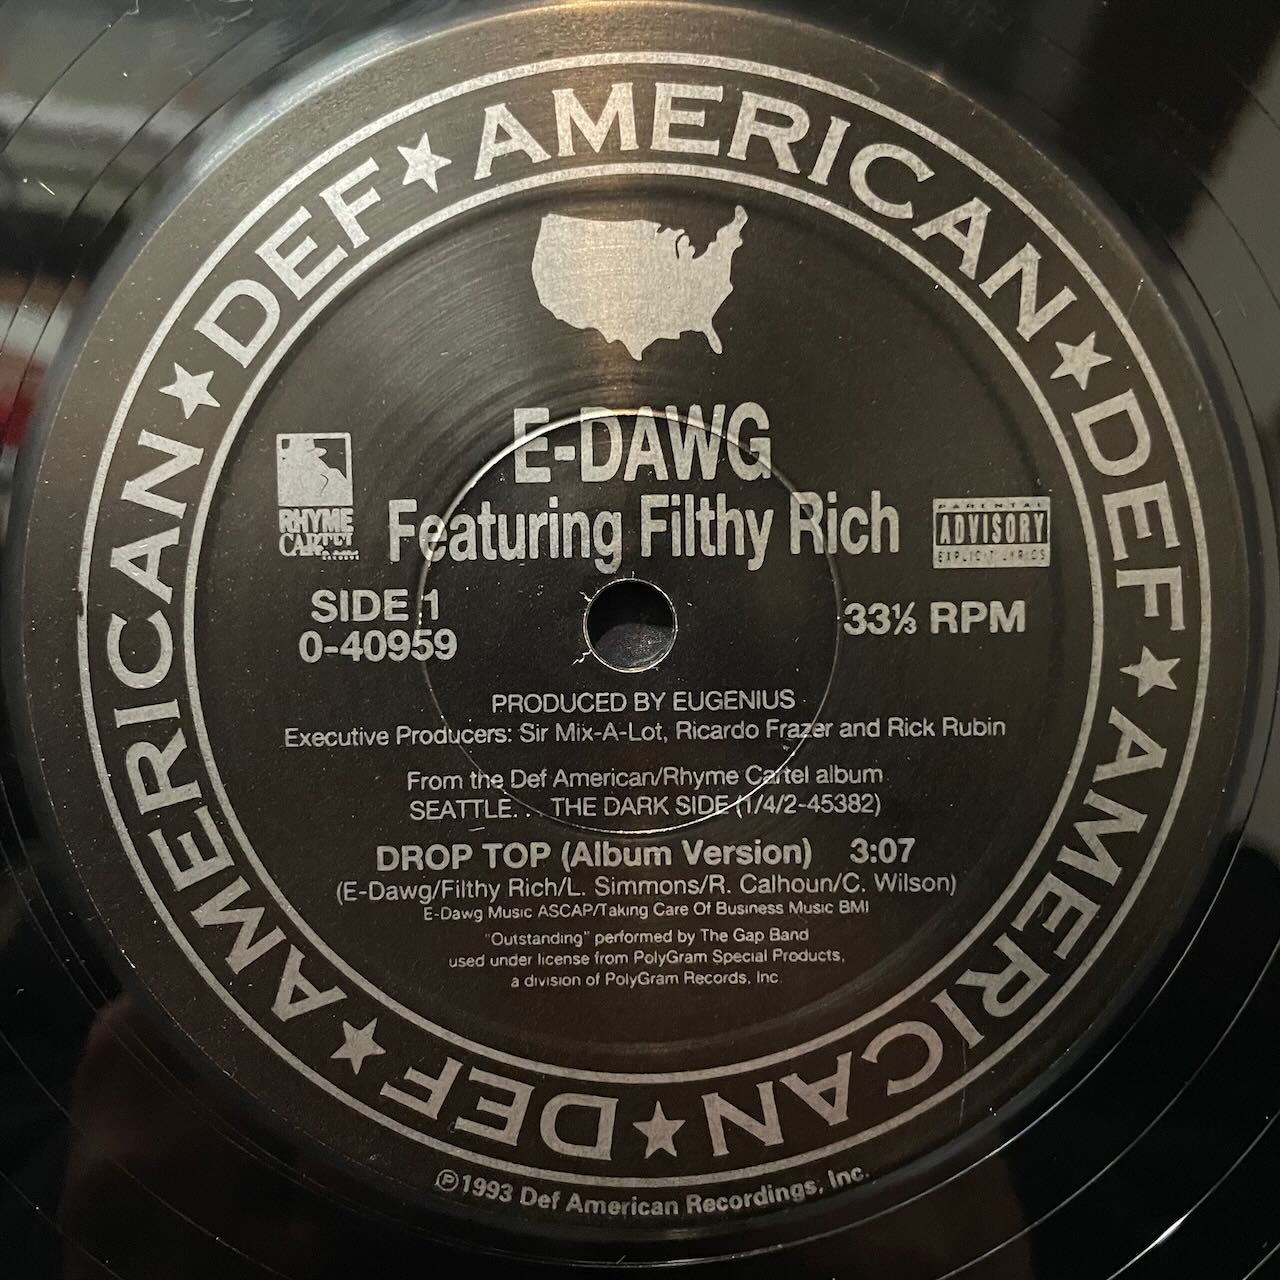 DEF ★ AMERICAN ★ DEF ★ AMERICAN ★ DEF ★ AMERICAN ★
E-DAWG
Featuring Filthy Rich
RHYME
CARTEL
PARENTAL
ADVISORY
EXPLICIT LYRICS
SIDE 1
0-40959
33⅓ RPM
PRODUCED BY EUGENIUS
Executive Producers: Sir Mix-A-Lot, Ricardo Frazer and Rick Rubin
From the Def American/Rhyme Cartel album
SEATTLE. . . THE DARK SIDE (1/4/2-45382)
DROP TOP (Album Version) 3:07
(E-Dawg/Filthy Rich/L. Simmons/R. Calhoun/C. Wilson)
E-Dawg Music ASCAP/Taking Care Of Business Music BMI
"Outstanding" performed by The Gap Band
used under license from PolyGram Special Products,
a division of PolyGram Records, Inc.
℗1993 Def American Recordings, Inc.